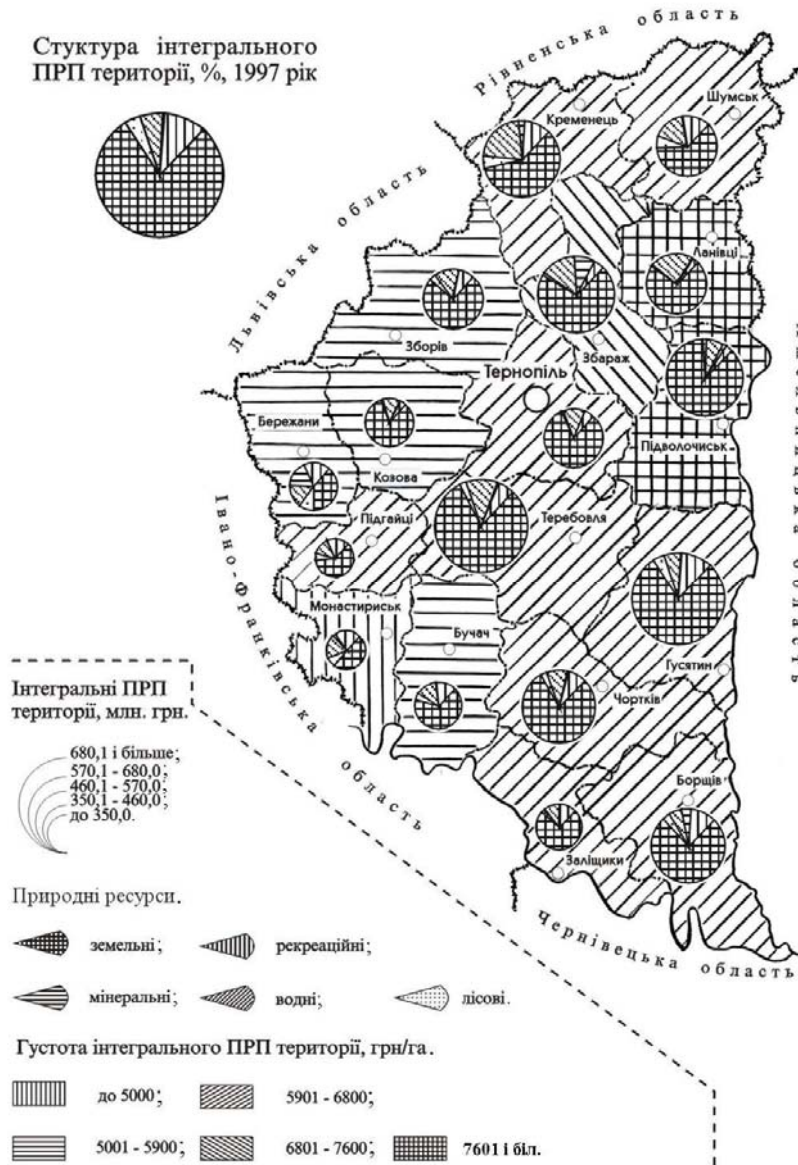 Стуктура інтегрального
ПРП території, %, 1997 рік
Рівненська область
Львівська область
Івано-Франківська область
Чернівецька область
Кременець
Шумськ
Ланівці
Збараж
Зборів
Тернопіль
Підволочиськ
Бережани
Козова
Підгайці
Теребовля
Монастириськ
Бучач
Гусятин
Чортків
Борщів
Заліщики
Інтегральні ПРП
території, млн. грн.
680,1 і більше;
570,1 - 680,0;
460,1 - 570,0;
350,1 - 460,0;
до 350,0.
Природні ресурси.
земельні; рекреаційні;
мінеральні; водні; лісові.
Густота інтегрального ПРП території, грн/га.
до 5000; 5901 - 6800;
5001 - 5900; 6801 - 7600; 7601 і біл.